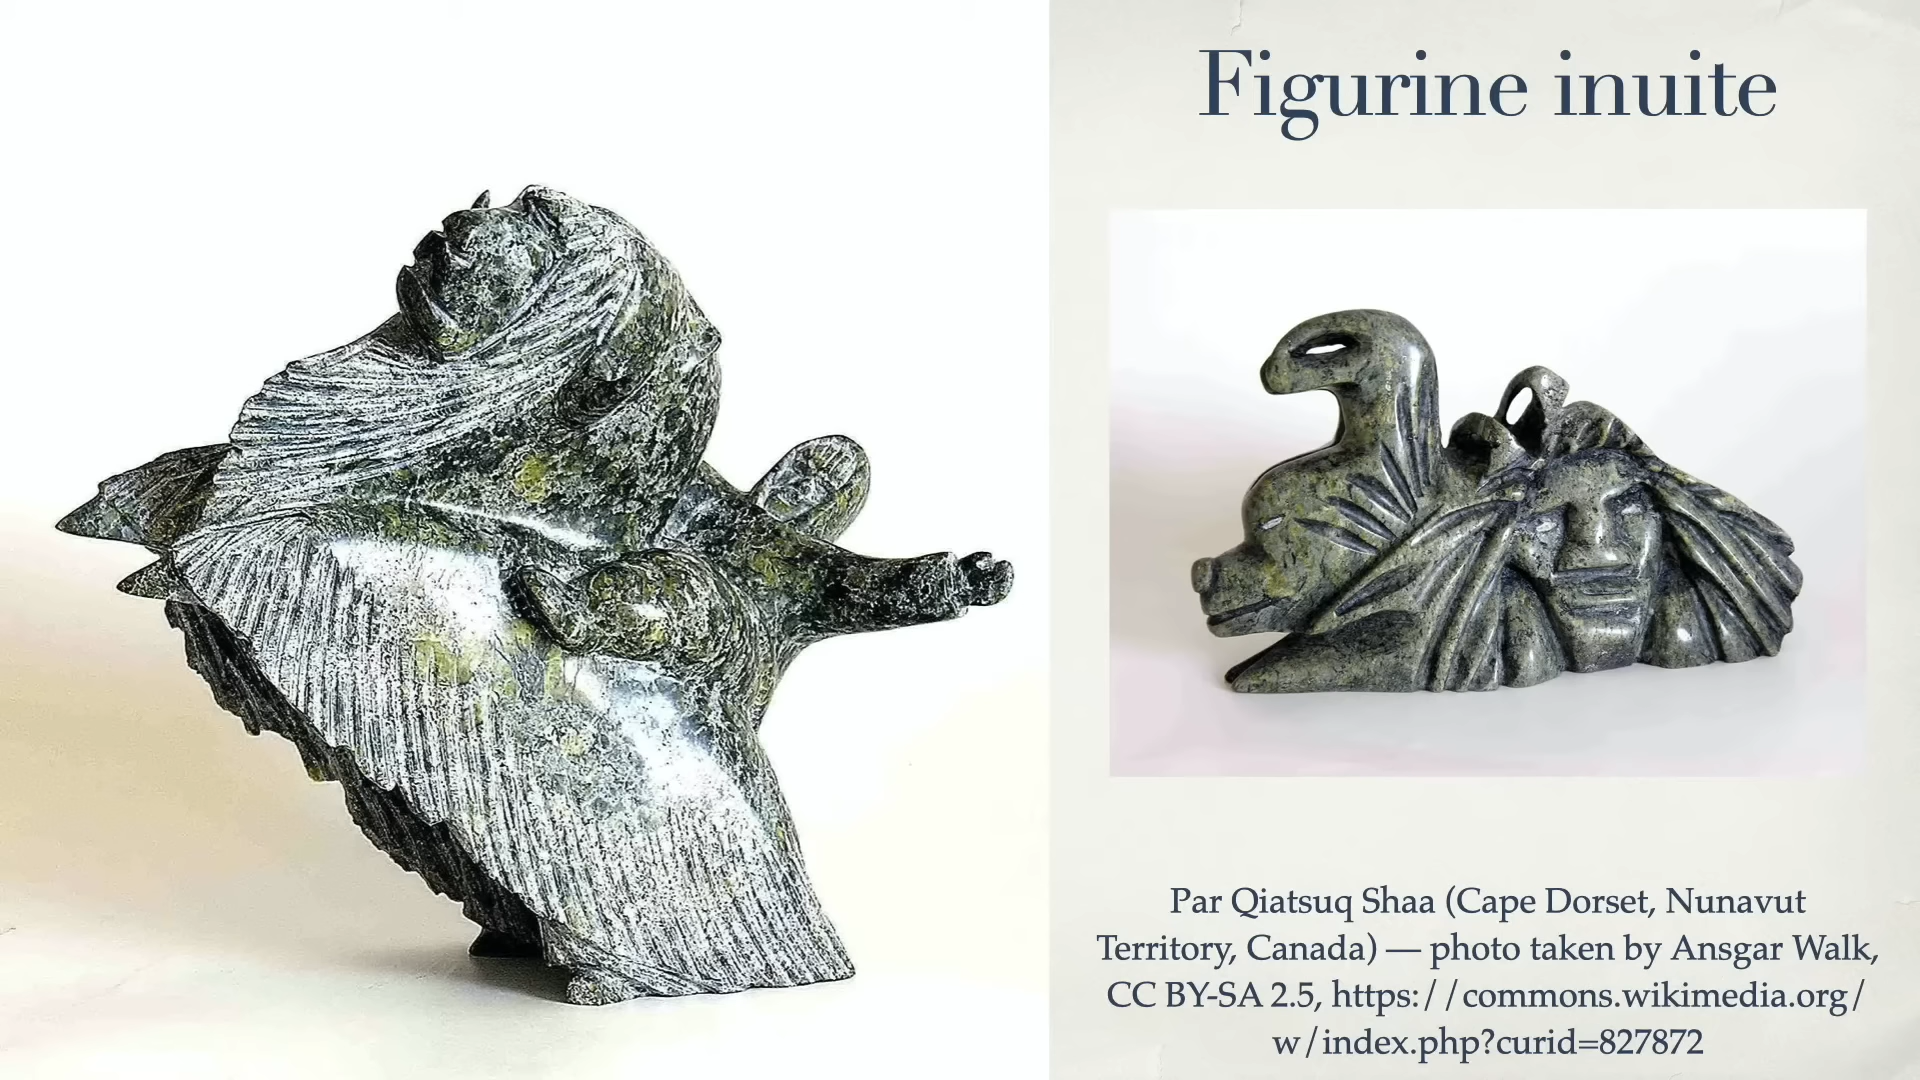 Figurine inuite
Par Qiatsuq Shaa (Cape Dorset, Nunavut
Territory, Canada) — photo taken by Ansgar Walk,
CC BY-SA 2.5, https://commons.wikimedia.org/
w/index.php?curid=827872